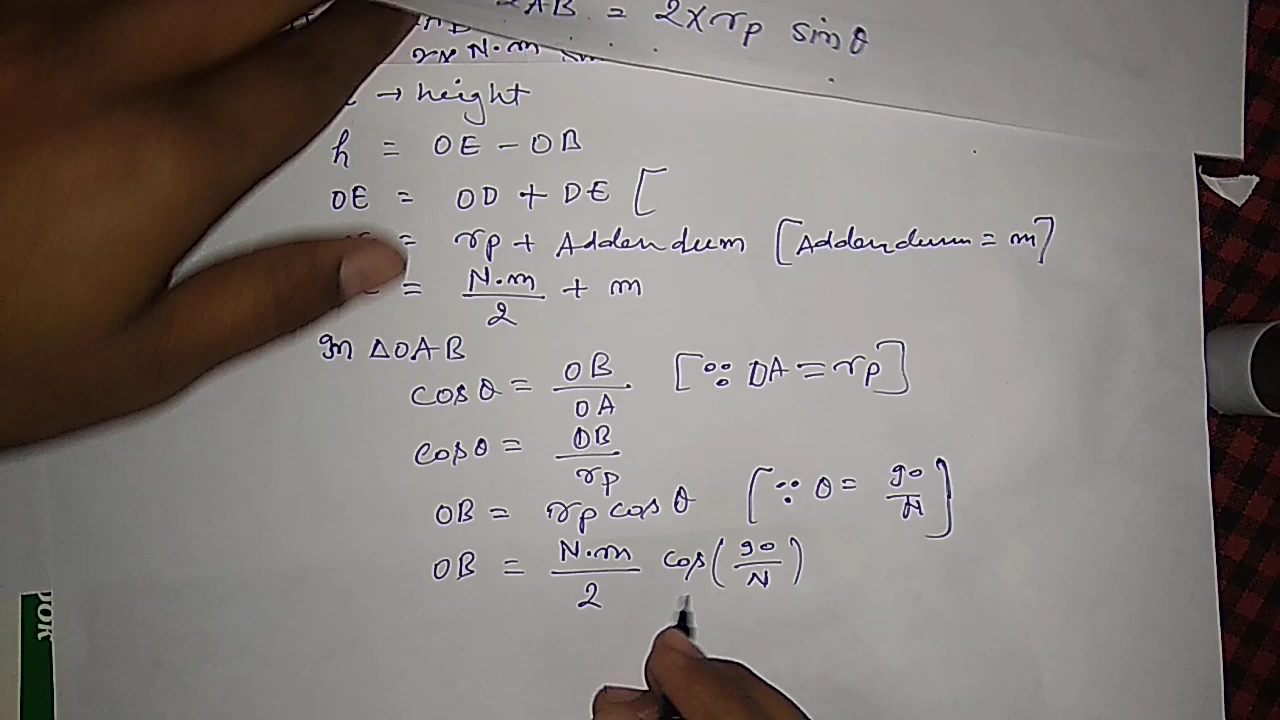 2AB = 2×rp sin θ
N.m
→ height
h = OE - OB
OE = OD + DE [
= rp + Addendum [Addendum = m]
= N.m/2 + m
In ΔOAB
cos θ = OB/OA [∵ OA = rp]
cos θ = OB/rp
OB = rp cos θ [∵ θ = 90/N]
OB = N.m/2 cos(90/N)